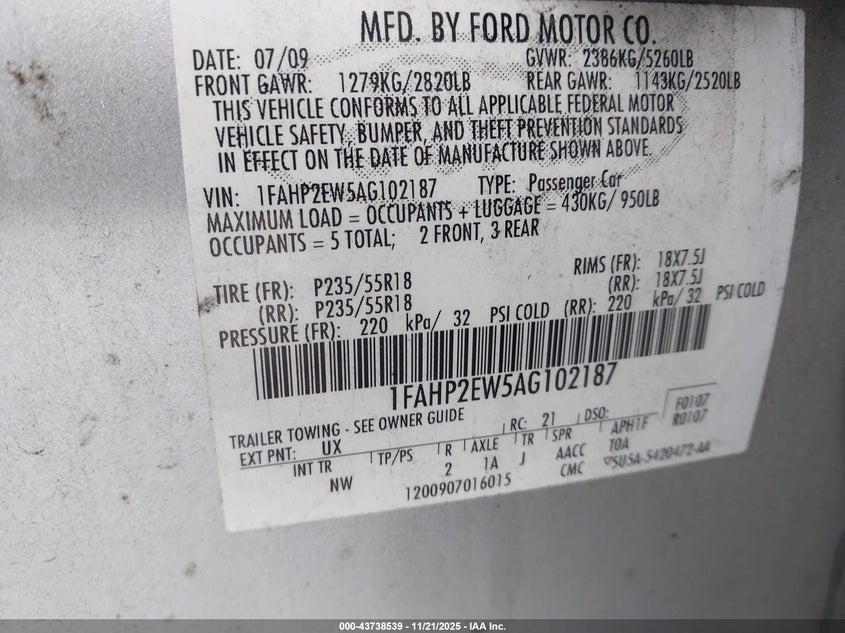 MFD. BY FORD MOTOR CO.
DATE: 07/09 GVWR: 2386KG/5260LB
FRONT GAWR: 1279KG/2820LB REAR GAWR: 1143KG/2520LB
THIS VEHICLE CONFORMS TO ALL APPLICABLE FEDERAL MOTOR
VEHICLE SAFETY, BUMPER, AND THEFT PREVENTION STANDARDS
IN EFFECT ON THE DATE OF MANUFACTURE SHOWN ABOVE.
VIN: 1FAHP2EW5AG102187 TYPE: Passenger Car
MAXIMUM LOAD = OCCUPANTS + LUGGAGE = 430KG/ 950LB
OCCUPANTS = 5 TOTAL; 2 FRONT, 3 REAR
TIRE (FR): P235/55R18 RIMS (FR): 18X7.5J
(RR): P235/55R18 (RR): 18X7.5J
PRESSURE (FR): 220 kPa/ 32 PSI COLD (RR): 220 kPa/ 32 PSI COLD
1FAHP2EW5AG102187
TRAILER TOWING - SEE OWNER GUIDE RC: 21 DSO: F0107
EXT PNT: UX R0107
INT TR TP/PS R AXLE TR SPR APH1F
NW 2 1A J AACC TOA
1200907016015 CMC ▽5U5A-5420472-AA
000-43738539 - 11/21/2025 - IAA Inc.